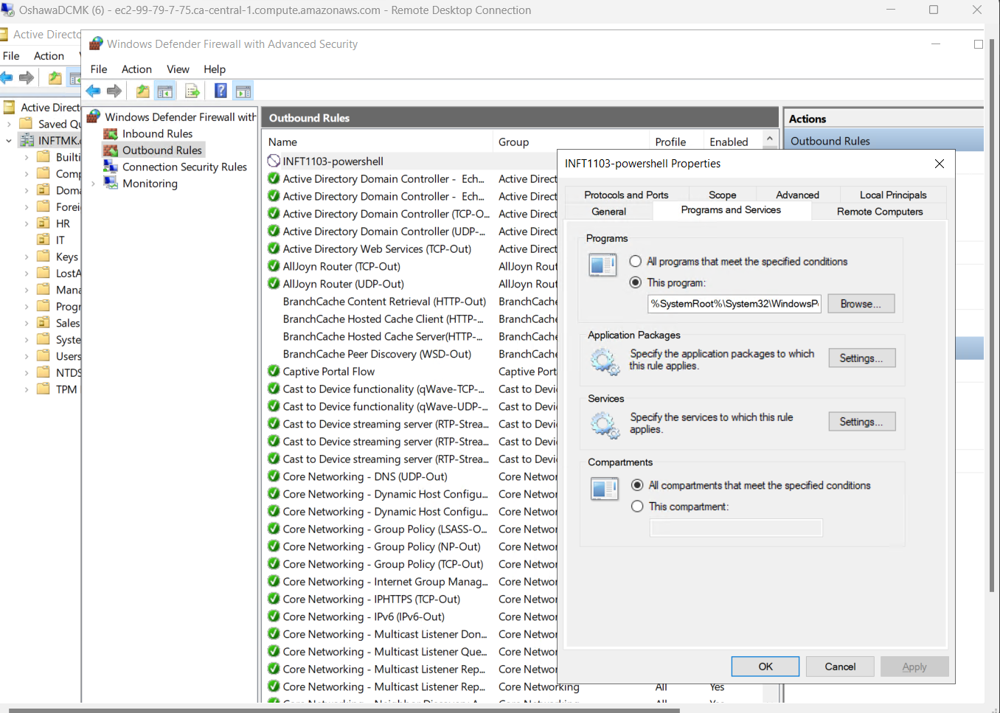 OshawaDCMK (6) - ec2-99-79-7-75.ca-central-1.compute.amazonaws.com - Remote Desktop Connection
Active Directo
File Action
Active Direct
Saved Qu
INFTMK.
Builti
Comp
Doma
Forei
HR
IT
Keys
LostA
Mana
Progr
Sales
Syste
Users
NTDS
TPM
Windows Defender Firewall with Advanced Security
File Action View Help
Windows Defender Firewall with
Inbound Rules
Outbound Rules
Connection Security Rules
Monitoring
Outbound Rules
Name Group Profile Enabled
INFT1103-powershell
Active Directory Domain Controller - Ech... Active Direct
Active Directory Domain Controller - Ech... Active Direct
Active Directory Domain Controller (TCP-O... Active Direct
Active Directory Domain Controller (UDP-... Active Direct
Active Directory Web Services (TCP-Out) Active Direct
AllJoyn Router (TCP-Out) AllJoyn Rout
AllJoyn Router (UDP-Out) AllJoyn Rout
BranchCache Content Retrieval (HTTP-Out) BranchCache
BranchCache Hosted Cache Client (HTTP-... BranchCache
BranchCache Hosted Cache Server(HTTP-... BranchCache
BranchCache Peer Discovery (WSD-Out) BranchCache
Captive Portal Flow Captive Port
Cast to Device functionality (qWave-TCP-... Cast to Devi
Cast to Device functionality (qWave-UDP-... Cast to Devi
Cast to Device streaming server (RTP-Strea... Cast to Devi
Cast to Device streaming server (RTP-Strea... Cast to Devi
Cast to Device streaming server (RTP-Strea... Cast to Devi
Core Networking - DNS (UDP-Out) Core Networ
Core Networking - Dynamic Host Configu... Core Networ
Core Networking - Dynamic Host Configu... Core Networ
Core Networking - Group Policy (LSASS-O... Core Networ
Core Networking - Group Policy (NP-Out) Core Networ
Core Networking - Group Policy (TCP-Out) Core Networ
Core Networking - Internet Group Manag... Core Networ
Core Networking - IPHTTPS (TCP-Out) Core Networ
Core Networking - IPv6 (IPv6-Out) Core Networ
Core Networking - Multicast Listener Don... Core Networ
Core Networking - Multicast Listener Que... Core Networ
Core Networking - Multicast Listener Rep... Core Networ
Core Networking - Multicast Listener Rep... Core Networking All Yes
Actions
Outbound Rules
INFT1103-powershell Properties
Protocols and Ports Scope Advanced Local Principals
General Programs and Services Remote Computers
Programs
All programs that meet the specified conditions
This program:
%SystemRoot%\System32\WindowsP Browse...
Application Packages
Specify the application packages to which
this rule applies.
Settings...
Services
Specify the services to which this rule
applies.
Settings...
Compartments
All compartments that meet the specified conditions
This compartment:
OK Cancel Apply